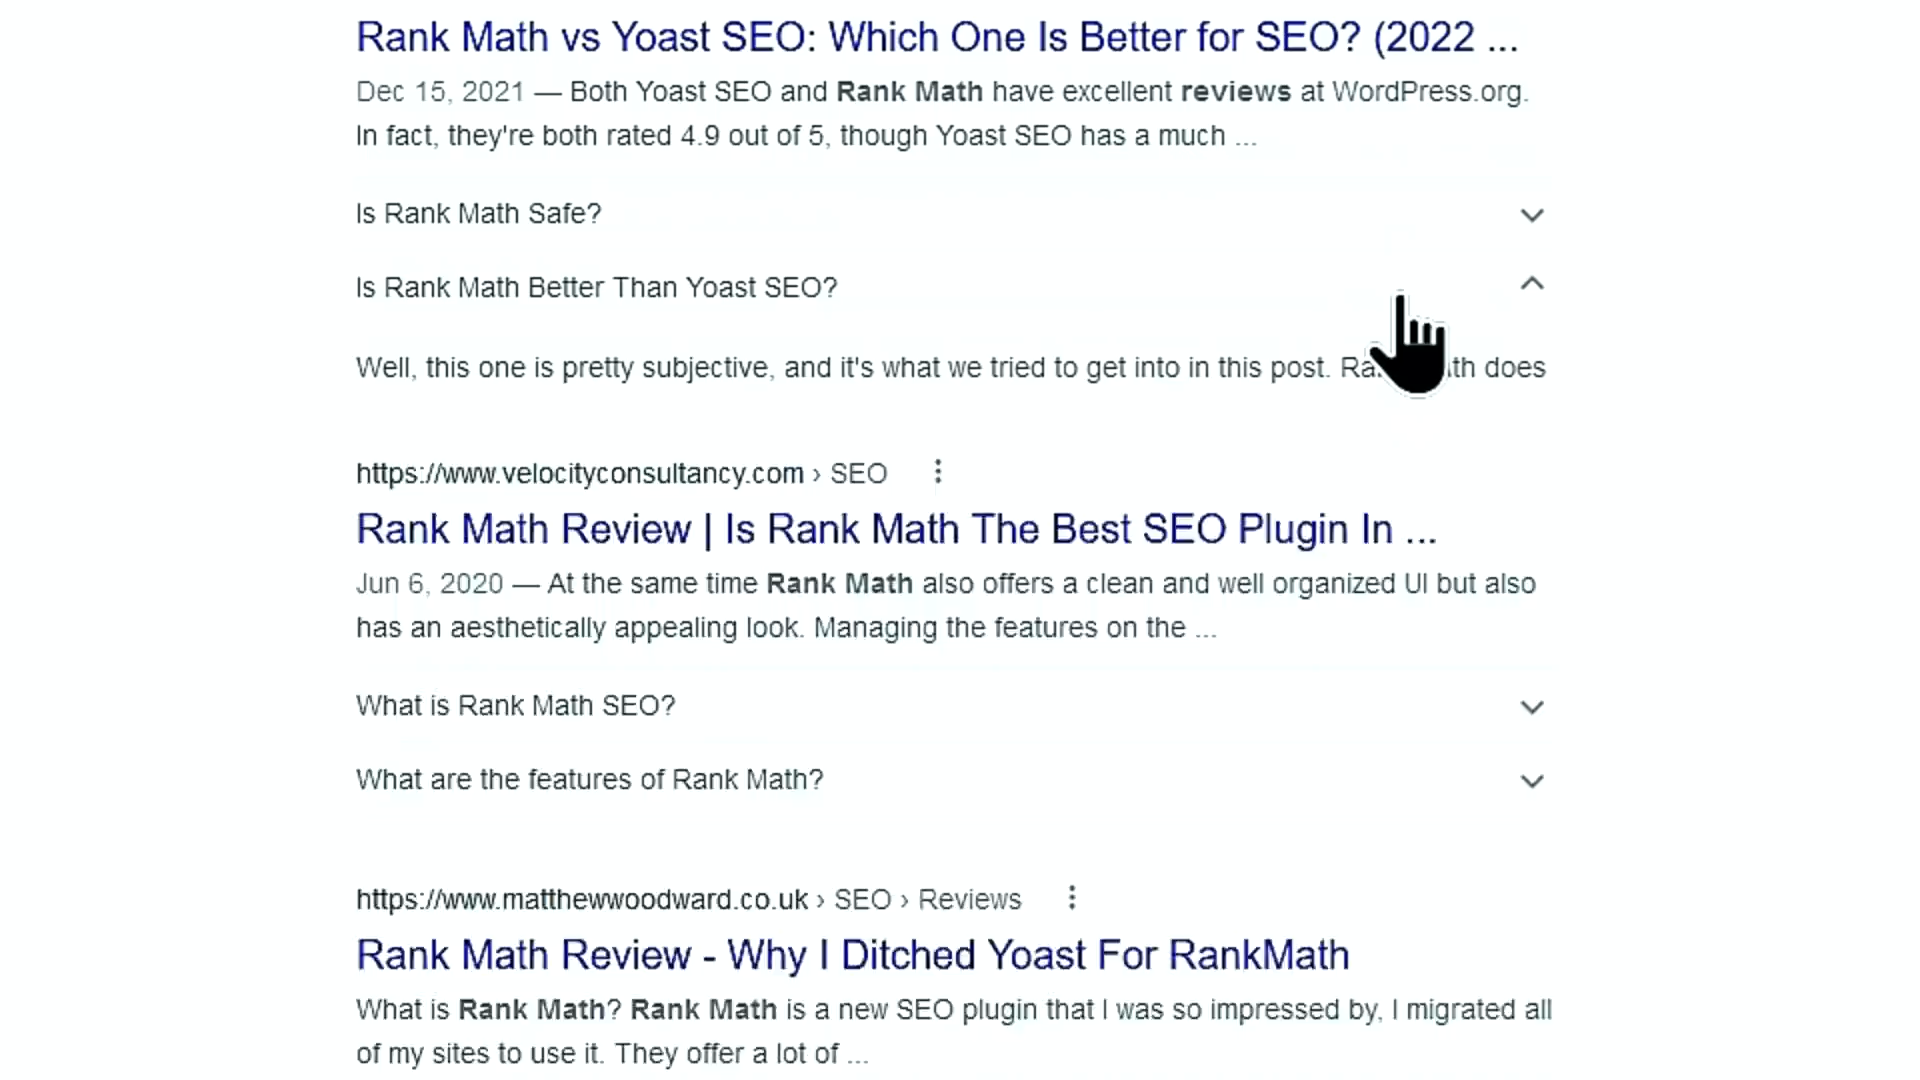 Rank Math vs Yoast SEO: Which One Is Better for SEO? (2022 ...
Dec 15, 2021 — Both Yoast SEO and Rank Math have excellent reviews at WordPress.org.
In fact, they're both rated 4.9 out of 5, though Yoast SEO has a much ...
Is Rank Math Safe?
Is Rank Math Better Than Yoast SEO?
Well, this one is pretty subjective, and it's what we tried to get into in this post. does
https://www.velocityconsultancy.com › SEO
Rank Math Review | Is Rank Math The Best SEO Plugin In ...
Jun 6, 2020 — At the same time Rank Math also offers a clean and well organized UI but also
has an aesthetically appealing look. Managing the features on the ...
What is Rank Math SEO?
What are the features of Rank Math?
https://www.matthewwoodward.co.uk › SEO › Reviews
Rank Math Review - Why I Ditched Yoast For RankMath
What is Rank Math? Rank Math is a new SEO plugin that I was so impressed by, I migrated all
of my sites to use it. They offer a lot of ...